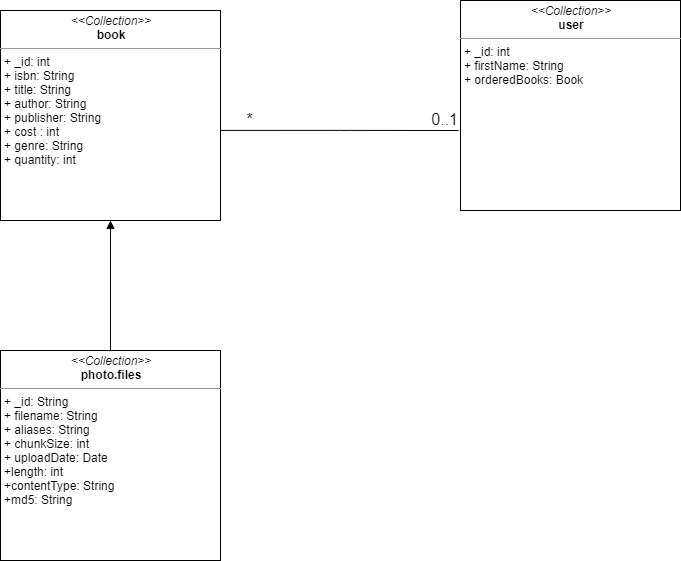 <<Collection>>
book
+ _id: int
+ isbn: String
+ title: String
+ author: String
+ publisher: String
+ cost : int
+ genre: String
+ quantity: int
* 0..1
<<Collection>>
user
+ _id: int
+ firstName: String
+ orderedBooks: Book
<<Collection>>
photo.files
+ _id: String
+ filename: String
+ aliases: String
+ chunkSize: int
+ uploadDate: Date
+length: int
+contentType: String
+md5: String